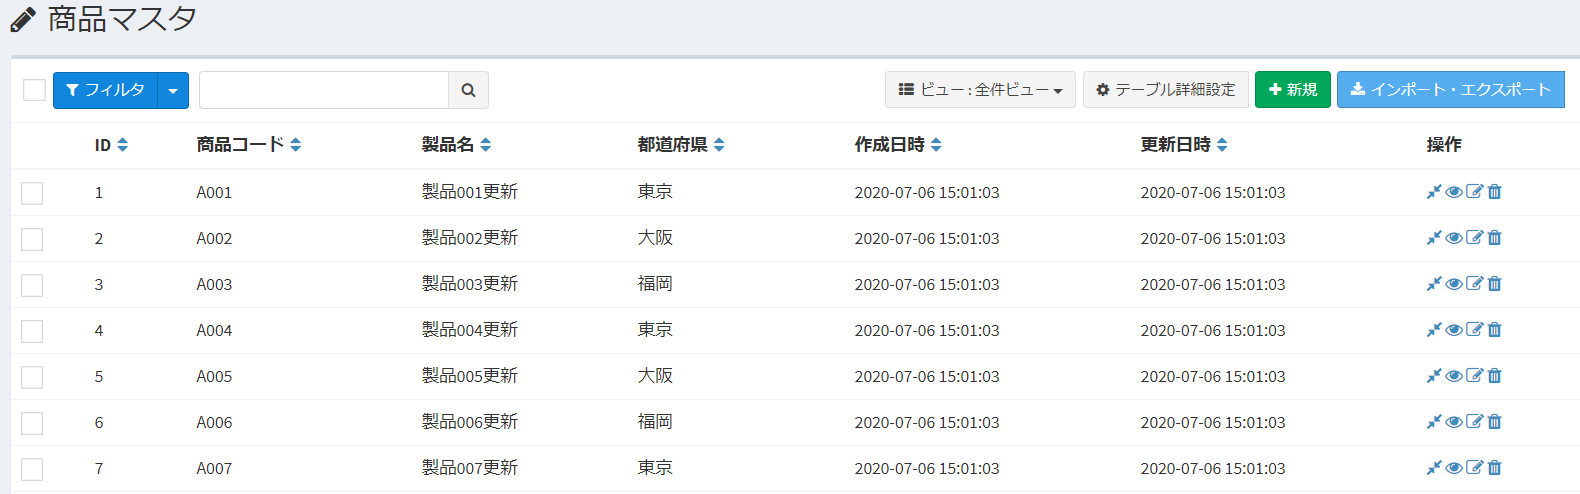 商品マスタ
フィルタ ビュー : 全件ビュー テーブル詳細設定 新規 インポート・エクスポート
ID 商品コード 製品名 都道府県 作成日時 更新日時 操作
1 A001 製品001更新 東京 2020-07-06 15:01:03 2020-07-06 15:01:03
2 A002 製品002更新 大阪 2020-07-06 15:01:03 2020-07-06 15:01:03
3 A003 製品003更新 福岡 2020-07-06 15:01:03 2020-07-06 15:01:03
4 A004 製品004更新 東京 2020-07-06 15:01:03 2020-07-06 15:01:03
5 A005 製品005更新 大阪 2020-07-06 15:01:03 2020-07-06 15:01:03
6 A006 製品006更新 福岡 2020-07-06 15:01:03 2020-07-06 15:01:03
7 A007 製品007更新 東京 2020-07-06 15:01:03 2020-07-06 15:01:03